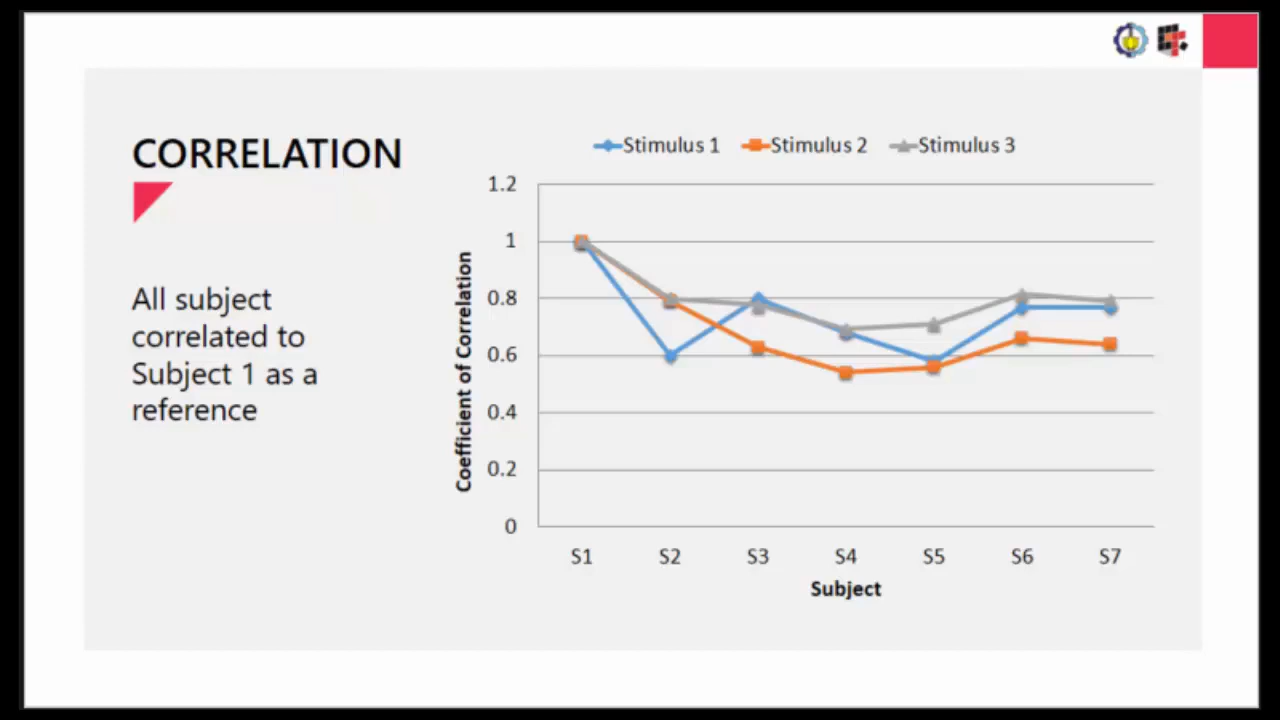 CORRELATION
All subject
correlated to
Subject 1 as a
reference
Stimulus 1
Stimulus 2
Stimulus 3
Coefficient of Correlation
1.2
1
0.8
0.6
0.4
0.2
0
S1 S2 S3 S4 S5 S6 S7
Subject